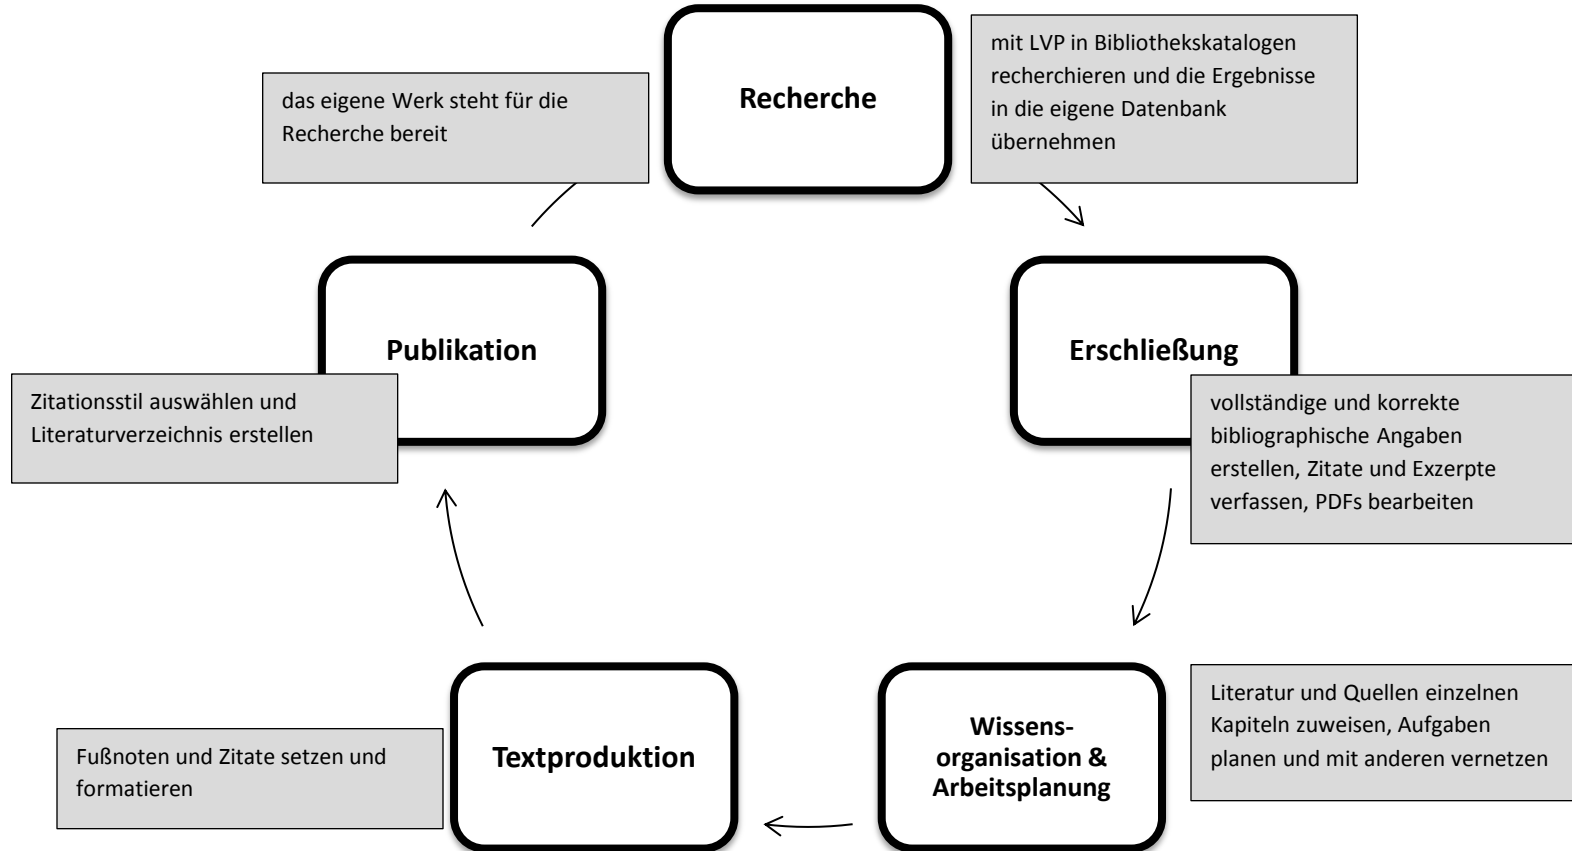 Recherche
mit LVP in Bibliothekskatalogen
recherchieren und die Ergebnisse
in die eigene Datenbank
übernehmen
Erschließung
vollständige und korrekte
bibliographische Angaben
erstellen, Zitate und Exzerpte
verfassen, PDFs bearbeiten
Wissens-
organisation &
Arbeitsplanung
Literatur und Quellen einzelnen
Kapiteln zuweisen, Aufgaben
planen und mit anderen vernetzen
Textproduktion
Fußnoten und Zitate setzen und
formatieren
Publikation
Zitationsstil auswählen und
Literaturverzeichnis erstellen
das eigene Werk steht für die
Recherche bereit